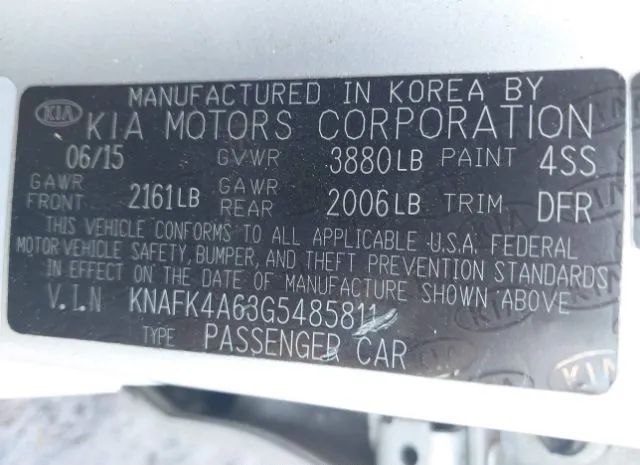 MANUFACTURED IN KOREA BY
KIA KIA MOTORS CORPORATION
06/15 GVWR 3880LB PAINT 4SS
GAWR FRONT 2161LB GAWR REAR 2006LB TRIM DFR
THIS VEHICLE CONFORMS TO ALL APPLICABLE U.S.A. FEDERAL
MOTOR VEHICLE SAFETY, BUMPER, AND THEFT PREVENTION STANDARDS
IN EFFECT ON THE DATE OF MANUFACTURE SHOWN ABOVE
V.I.N KNAFK4A63G5485811
TYPE PASSENGER CAR
KIA